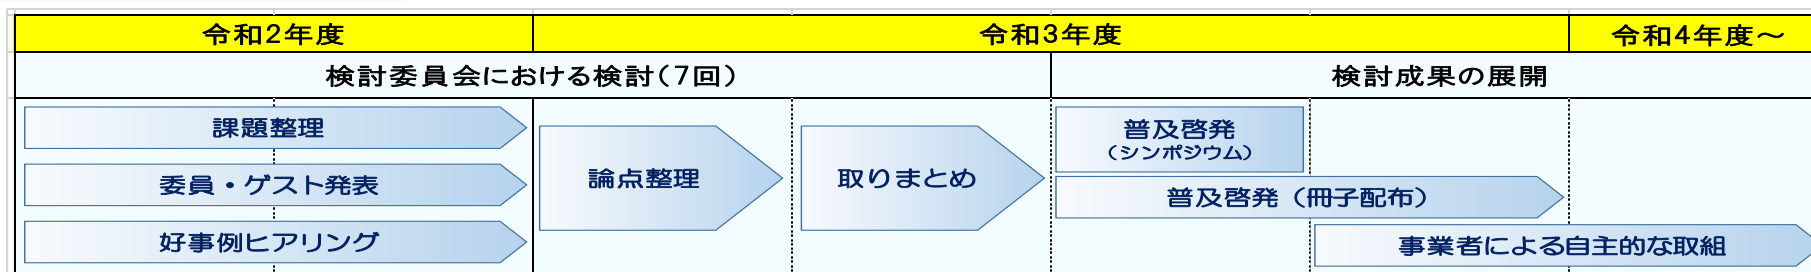 令和2年度
令和3年度
令和4年度～
検討委員会における検討（7回）
検討成果の展開
課題整理
委員・ゲスト発表
好事例ヒアリング
論点整理
取りまとめ
普及啓発
（シンポジウム）
普及啓発（冊子配布）
事業者による自主的な取組